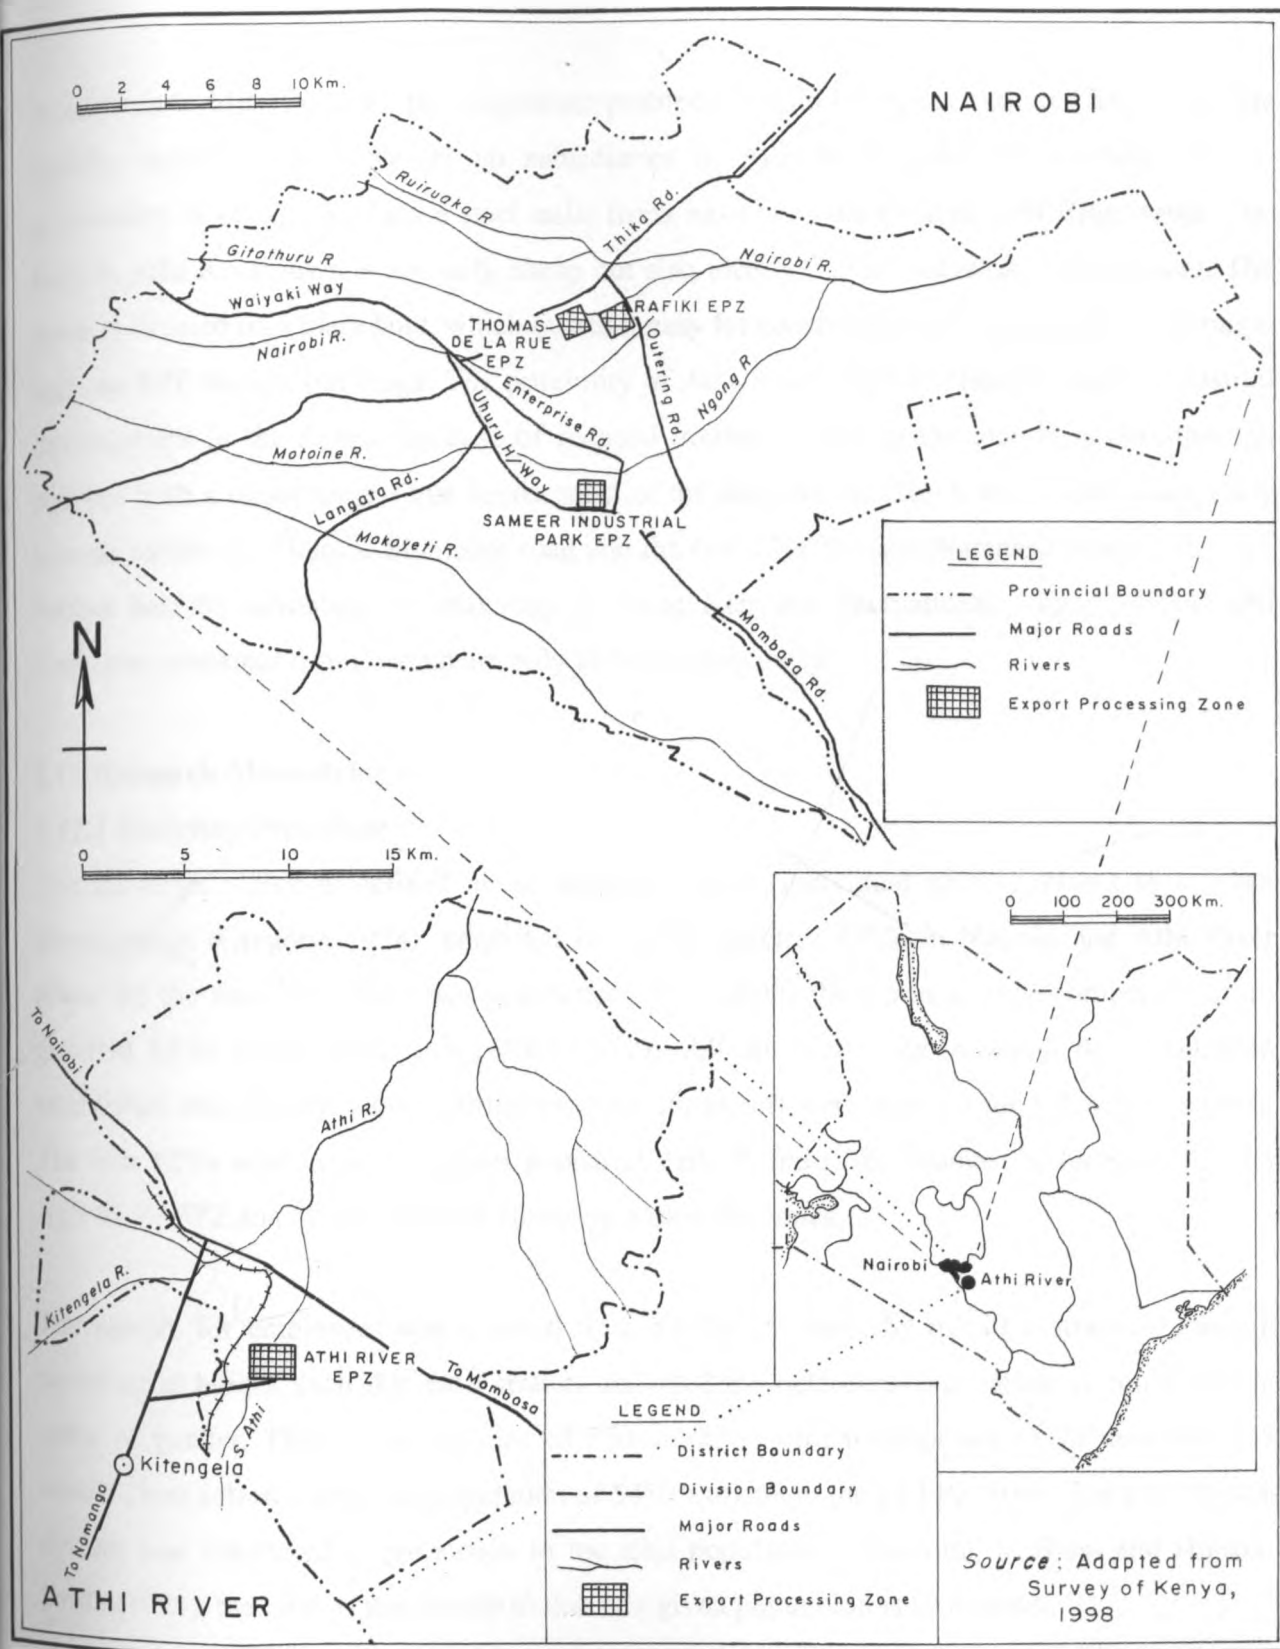 0 2 4 6 8 10 Km.
NAIROBI
Ruiruaka R.
Thika Rd.
Gitathuru R
Nairobi R.
Waiyaki Way
RAFIKI EPZ
THOMAS
DE LA RUE
EPZ
Nairobi R.
Outering Rd.
Enterprise Rd.
Ngong R
Uhuru H/Way
Motoine R.
Langata Rd.
SAMEER INDUSTRIAL
PARK EPZ
Mokoyeti R.
LEGEND
Provincial Boundary
Major Roads
Rivers
Export Processing Zone
Mombasa Rd.
N
0 5 10 15 Km.
0 100 200 300 Km.
To Nairobi
Athi R.
Nairobi
Athi River
Kitengela R.
ATHI RIVER
EPZ
To Mombasa
S. Athi
Kitengela
To Namanga
LEGEND
District Boundary
Division Boundary
Major Roads
Rivers
Export Processing Zone
ATHI RIVER
Source: Adapted from
Survey of Kenya,
1998